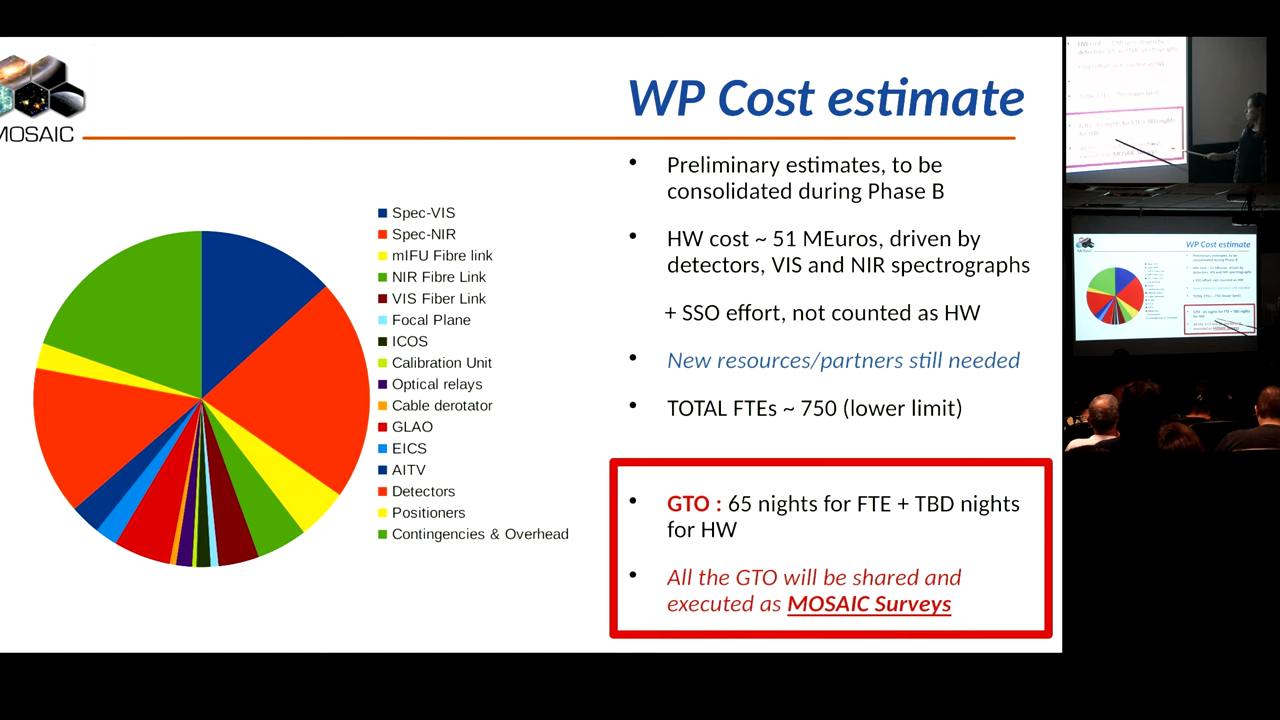 MOSAIC
WP Cost estimate
Spec-VIS
Spec-NIR
mIFU Fibre link
NIR Fibre Link
VIS Fiber Link
Focal Plane
ICOS
Calibration Unit
Optical relays
Cable derotator
GLAO
EICS
AITV
Detectors
Positioners
Contingencies & Overhead
• Preliminary estimates, to be
consolidated during Phase B
• HW cost ~ 51 MEuros, driven by
detectors, VIS and NIR spectrographs
+ SSO effort, not counted as HW
• New resources/partners still needed
• TOTAL FTEs ~ 750 (lower limit)
• GTO : 65 nights for FTE + TBD nights
for HW
• All the GTO will be shared and
executed as MOSAIC Surveys
WP Cost estimate